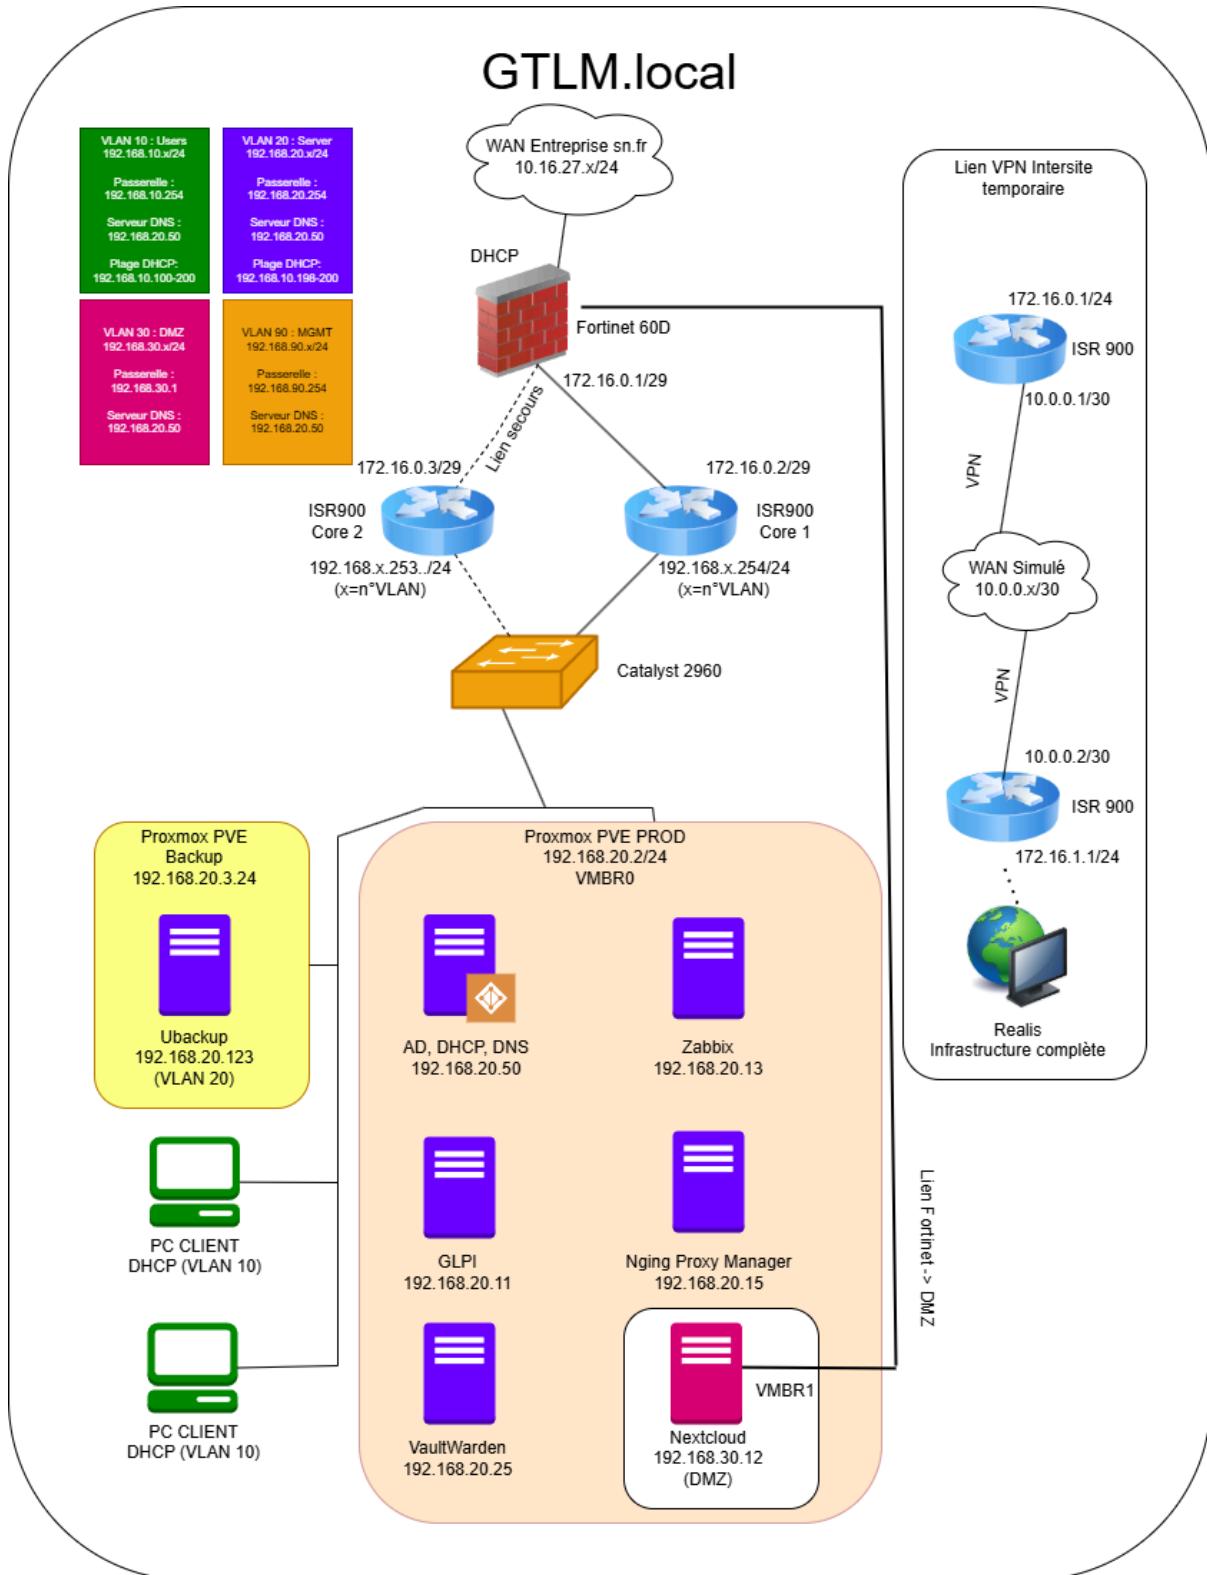 GTLM.local
VLAN 10 : Users
192.168.10.x/24
Passerelle :
192.168.10.254
Serveur DNS :
192.168.20.50
Plage DHCP:
192.168.10.100-200
VLAN 20 : Server
192.168.20.x/24
Passerelle :
192.168.20.254
Serveur DNS :
192.168.20.50
Plage DHCP:
192.168.10.198-200
VLAN 30 : DMZ
192.168.30.x/24
Passerelle :
192.168.30.1
Serveur DNS :
192.168.20.50
VLAN 90 : MGMT
192.168.90.x/24
Passerelle :
192.168.90.254
Serveur DNS :
192.168.20.50
WAN Entreprise sn.fr
10.16.27.x/24
DHCP
Fortinet 60D
172.16.0.1/29
Lien secours
172.16.0.3/29
172.16.0.2/29
ISR900
Core 2
ISR900
Core 1
192.168.x.253../24
(x=n°VLAN)
192.168.x.254/24
(x=n°VLAN)
Catalyst 2960
Lien VPN Intersite
temporaire
172.16.0.1/24
ISR 900
10.0.0.1/30
VPN
WAN Simulé
10.0.0.x/30
VPN
10.0.0.2/30
ISR 900
172.16.1.1/24
Realis
Infrastructure complète
Proxmox PVE
Backup
192.168.20.3.24
Ubackup
192.168.20.123
(VLAN 20)
PC CLIENT
DHCP (VLAN 10)
PC CLIENT
DHCP (VLAN 10)
Proxmox PVE PROD
192.168.20.2/24
VMBR0
AD, DHCP, DNS
192.168.20.50
Zabbix
192.168.20.13
GLPI
192.168.20.11
Nging Proxy Manager
192.168.20.15
VaultWarden
192.168.20.25
VMBR1
Nextcloud
192.168.30.12
(DMZ)
Lien Fortinet -> DMZ